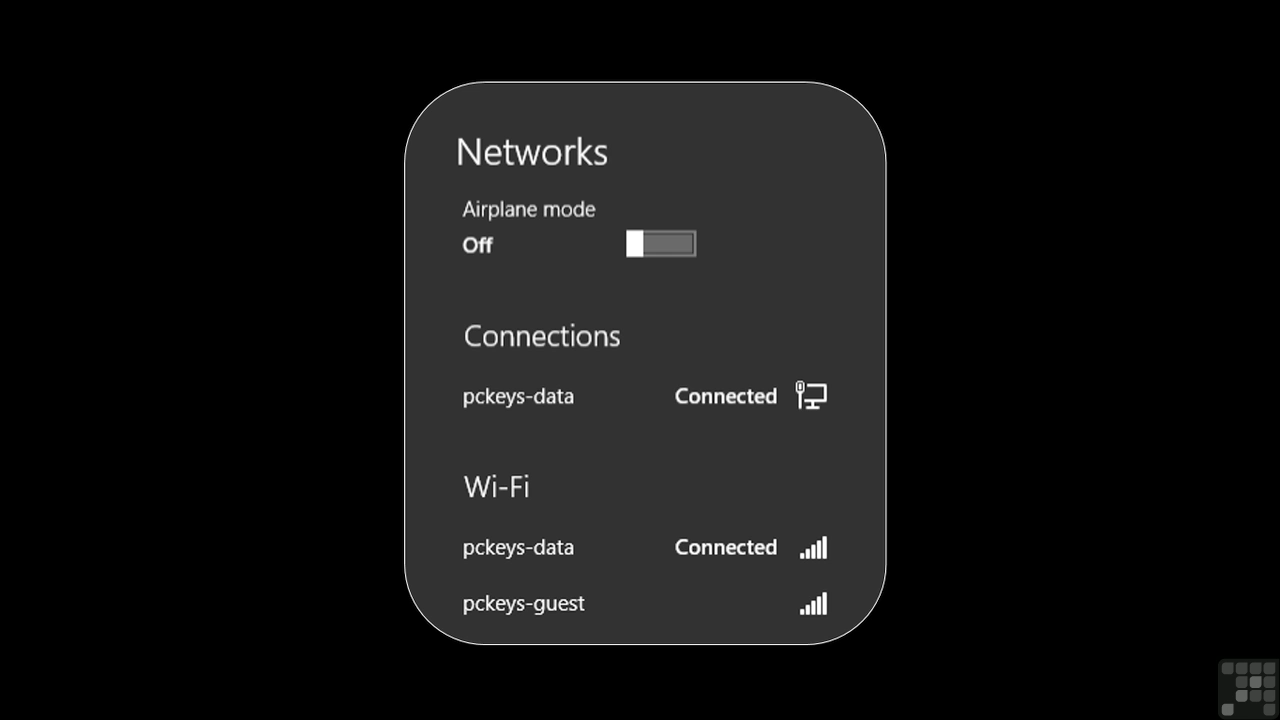 Networks
Airplane mode
Off
Connections
pckeys-data Connected
Wi-Fi
pckeys-data Connected
pckeys-guest